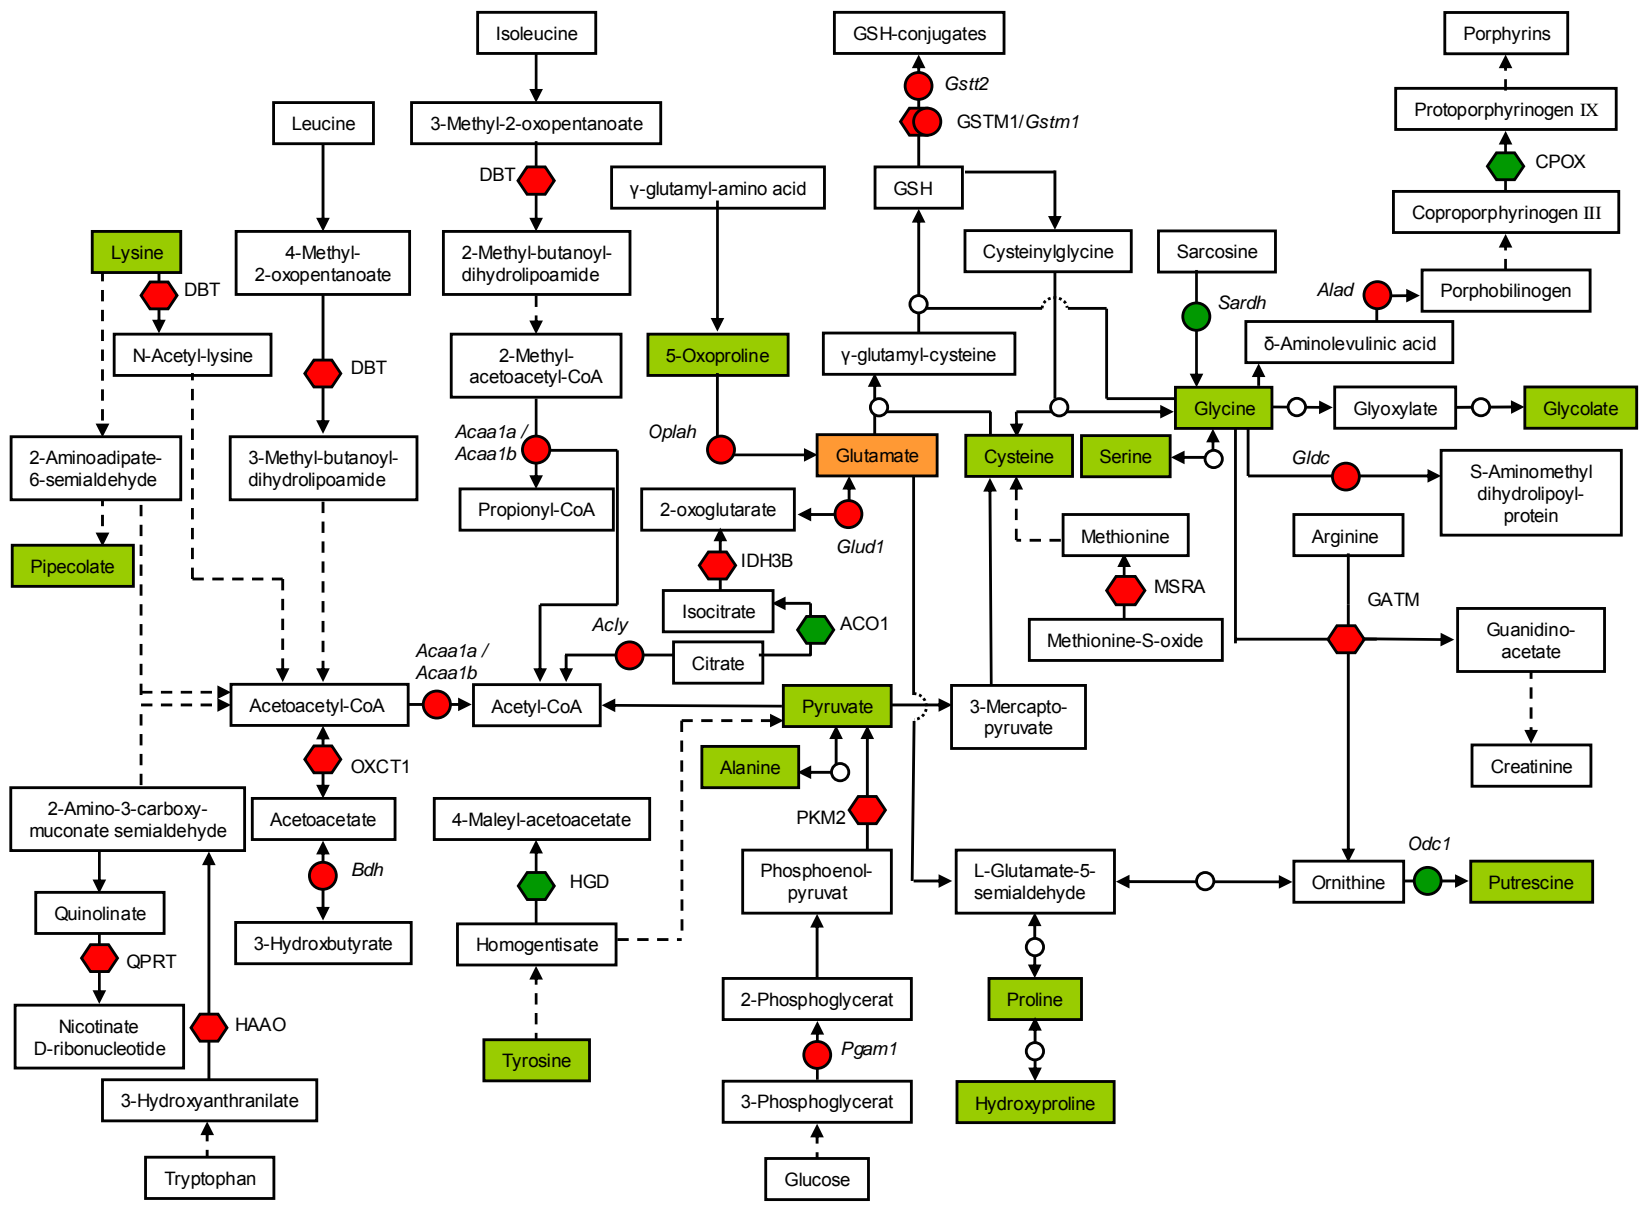 Isoleucine
GSH-conjugates
Porphyrins
Gstt2
Leucine
3-Methyl-2-oxopentanoate
GSTM1/Gstm1
Protoporphyrinogen IX
DBT
CPOX
γ-glutamyl-amino acid
GSH
Coproporphyrinogen III
Lysine
4-Methyl-
2-oxopentanoate
2-Methyl-butanoyl-
dihydrolipoamide
Cysteinylglycine
Sarcosine
DBT
Sardh
Alad
Porphobilinogen
N-Acetyl-lysine
DBT
2-Methyl-
acetoacetyl-CoA
5-Oxoproline
γ-glutamyl-cysteine
δ-Aminolevulinic acid
Glycine
Glyoxylate
Glycolate
2-Aminoadipate-
6-semialdehyde
3-Methyl-butanoyl-
dihydrolipoamide
Acaa1a /
Acaa1b
Oplah
Glutamate
Cysteine
Serine
Gldc
S-Aminomethyl
dihydrolipoyl-
protein
Propionyl-CoA
2-oxoglutarate
Glud1
Methionine
Arginine
Pipecolate
IDH3B
MSRA
GATM
Isocitrate
Acly
ACO1
Methionine-S-oxide
Guanidino-
acetate
Citrate
Acaa1a /
Acaa1b
Acetoacetyl-CoA
Acetyl-CoA
Pyruvate
3-Mercapto-
pyruvate
OXCT1
Alanine
Creatinine
2-Amino-3-carboxy-
muconate semialdehyde
Acetoacetate
4-Maleyl-acetoacetate
PKM2
Bdh
HGD
Phosphoenol-
pyruvat
L-Glutamate-5-
semialdehyde
Ornithine
Odc1
Putrescine
Quinolinate
3-Hydroxbutyrate
Homogentisate
QPRT
2-Phosphoglycerat
Proline
Nicotinate
D-ribonucleotide
HAAO
Tyrosine
Pgam1
3-Hydroxyanthranilate
3-Phosphoglycerat
Hydroxyproline
Tryptophan
Glucose